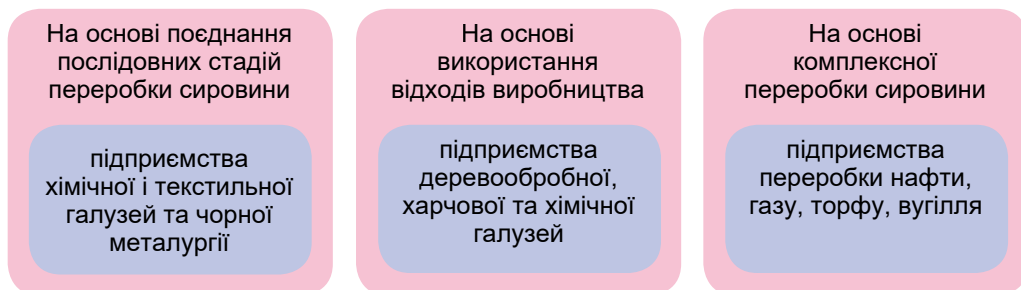 На основі поєднання
послідовних стадій
переробки сировини
підприємства
хімічної і текстильної
галузей та чорної
металургії
На основі
використання
відходів виробництва
підприємства
деревообробної,
харчової та хімічної
галузей
На основі
комплексної
переробки сировини
підприємства
переробки нафти,
газу, торфу, вугілля